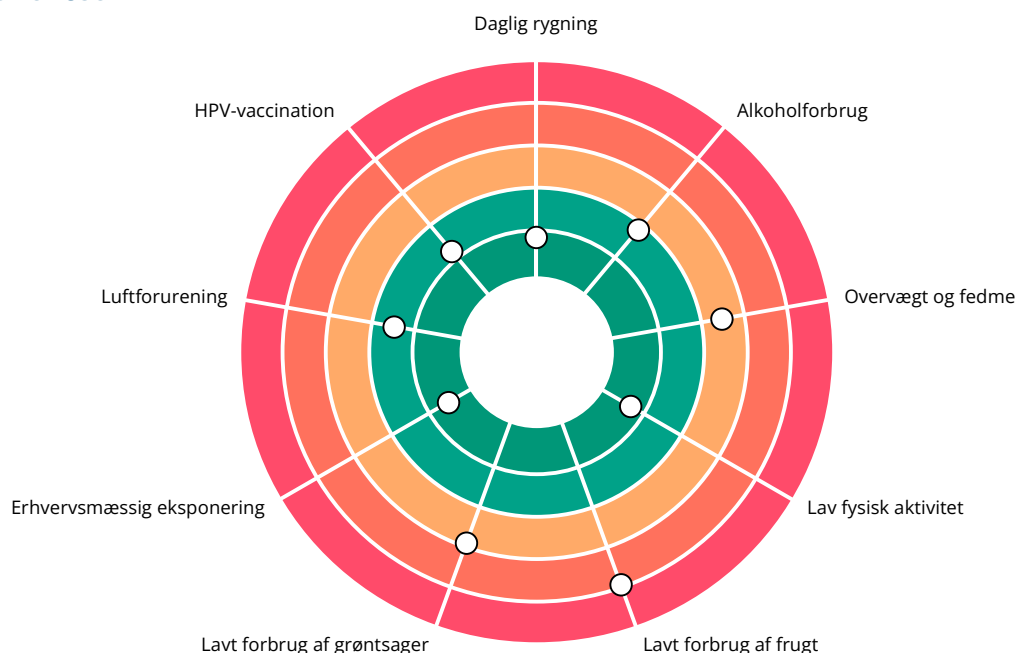 Daglig rygning
HPV-vaccination
Alkoholforbrug
Luftforurening
Overvægt og fedme
Erhvervsmæssig eksponering
Lav fysisk aktivitet
Lavt forbrug af grøntsager
Lavt forbrug af frugt